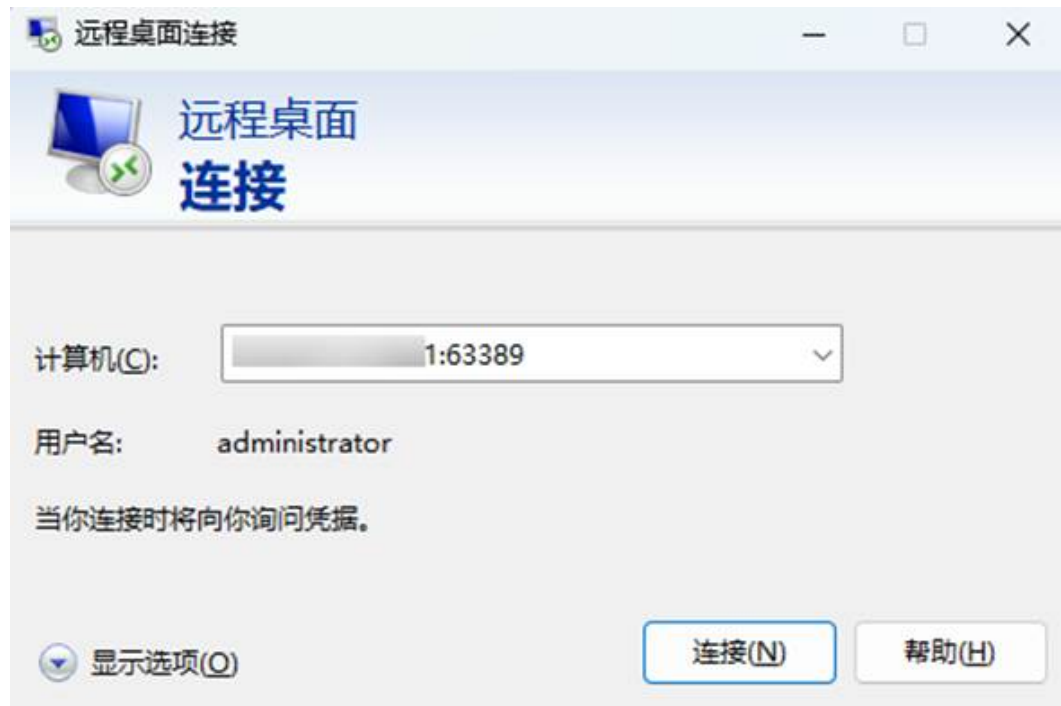 远程桌面连接
远程桌面
连接
计算机(C): 1:63389
用户名: administrator
当你连接时将向你询问凭据。
显示选项(O) 连接(N) 帮助(H)